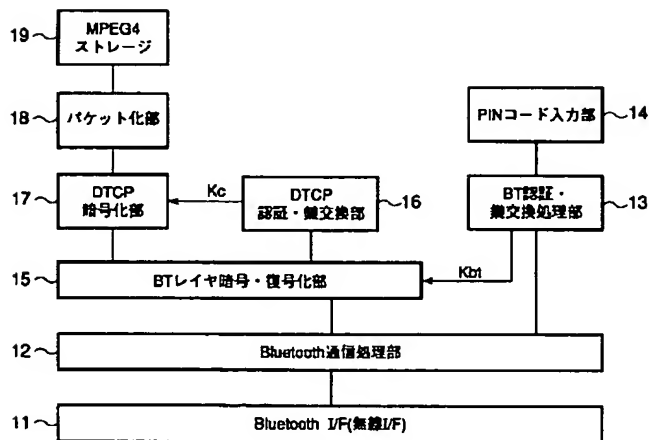 19
MPEG4
ストレージ
18
パケット化部
PINコード入力部
14
17
DTCP
暗号化部
Kc
DTCP
認証・鍵交換部
16
BT認証・
鍵交換処理部
13
15
BTレイヤ暗号・復号化部
Kbt
12
Bluetooth通信処理部
11
Bluetooth I/F(無線I/F)